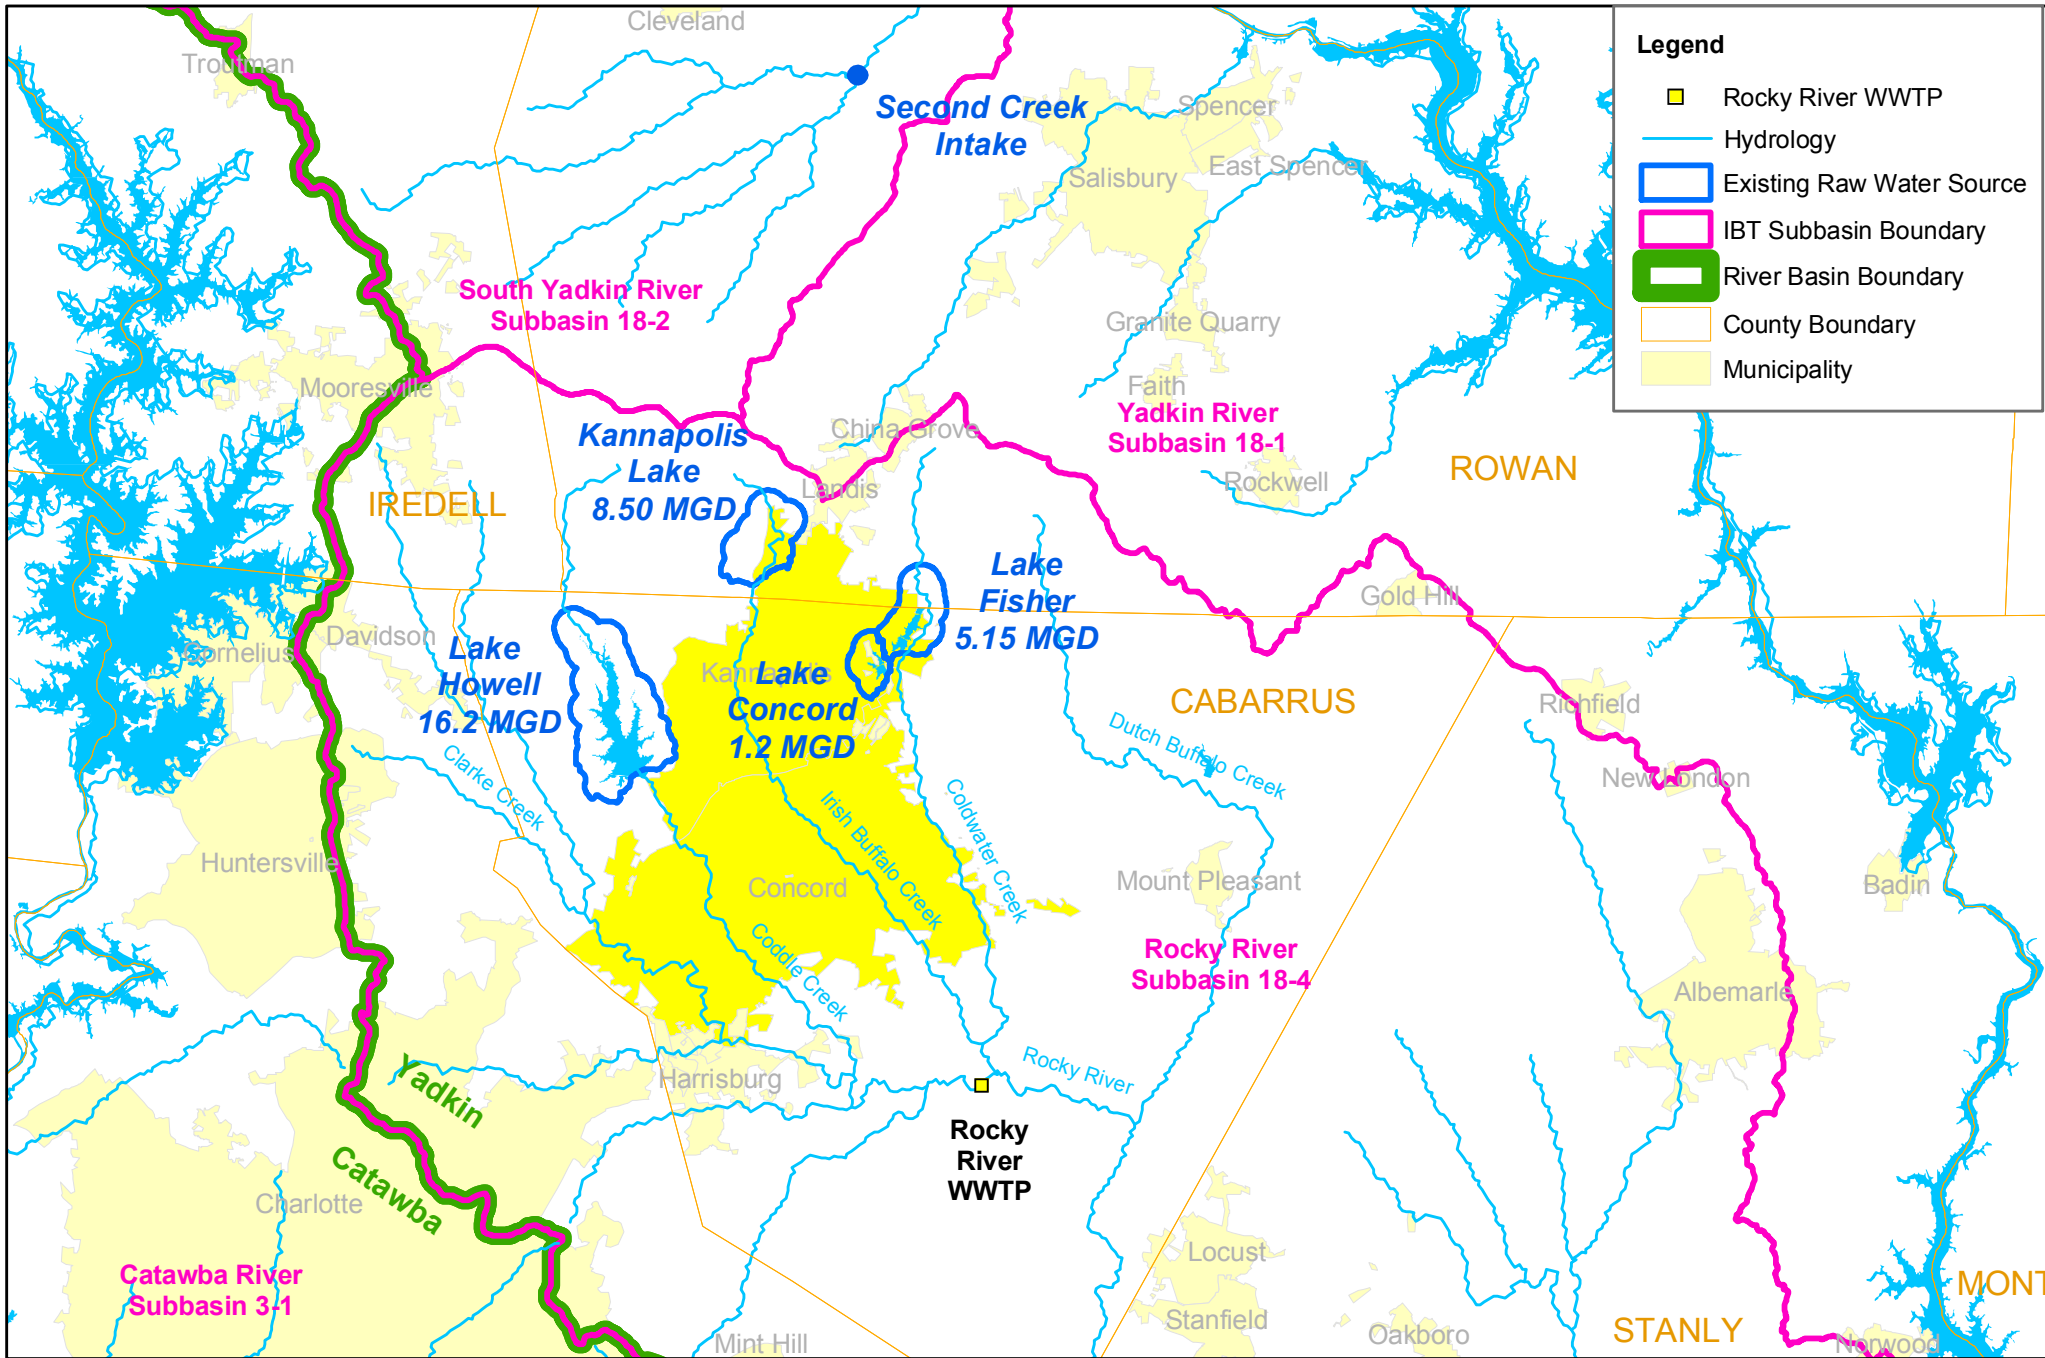 Cleveland
Troutman
Second Creek
Intake
Spencer
East Spencer
Salisbury
Legend
Rocky River WWTP
Hydrology
Existing Raw Water Source
IBT Subbasin Boundary
River Basin Boundary
County Boundary
Municipality
South Yadkin River
Subbasin 18-2
Granite Quarry
Mooresville
Faith
Yadkin River
Subbasin 18-1
China Grove
Kannapolis
Lake
8.50 MGD
Landis
Rockwell
ROWAN
IREDELL
Lake
Fisher
5.15 MGD
Gold Hill
Cornelius
Davidson
Lake
Howell
16.2 MGD
Kannapolis
Lake
Concord
1.2 MGD
CABARRUS
Richfield
Dutch Buffalo Creek
New London
Clarke Creek
Irish Buffalo Creek
Coldwater Creek
Huntersville
Concord
Mount Pleasant
Badin
Coddle Creek
Rocky River
Subbasin 18-4
Albemarle
Yadkin
Catawba
Harrisburg
Rocky River
Rocky
River
WWTP
Charlotte
Catawba River
Subbasin 3-1
Locust
Stanfield
Mint Hill
Oakboro
STANLY
MONT
Norwood